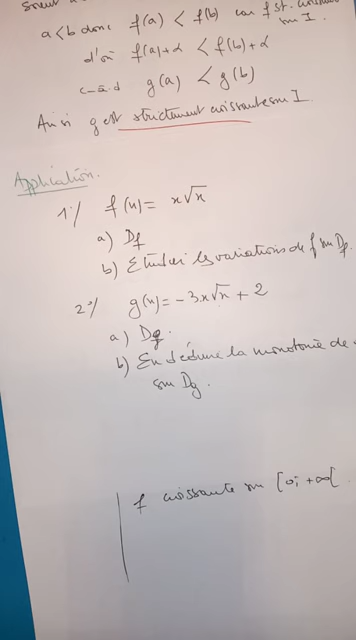 a < b donc f(a) < f(b) car f st. croissante
sur I.
d'où f(a)+α < f(b)+α
c-à-d g(a) < g(b)
Ainsi g est strictement croissante sur I
Application.
1°/ f(x) = x√x
a) Df
b) Etudier les variations de f sur Df.
2°/ g(x) = -3x√x + 2
a) Dg.
b) En déduire la monotonie de
sur Dg.
f croissante sur [0; +∞[